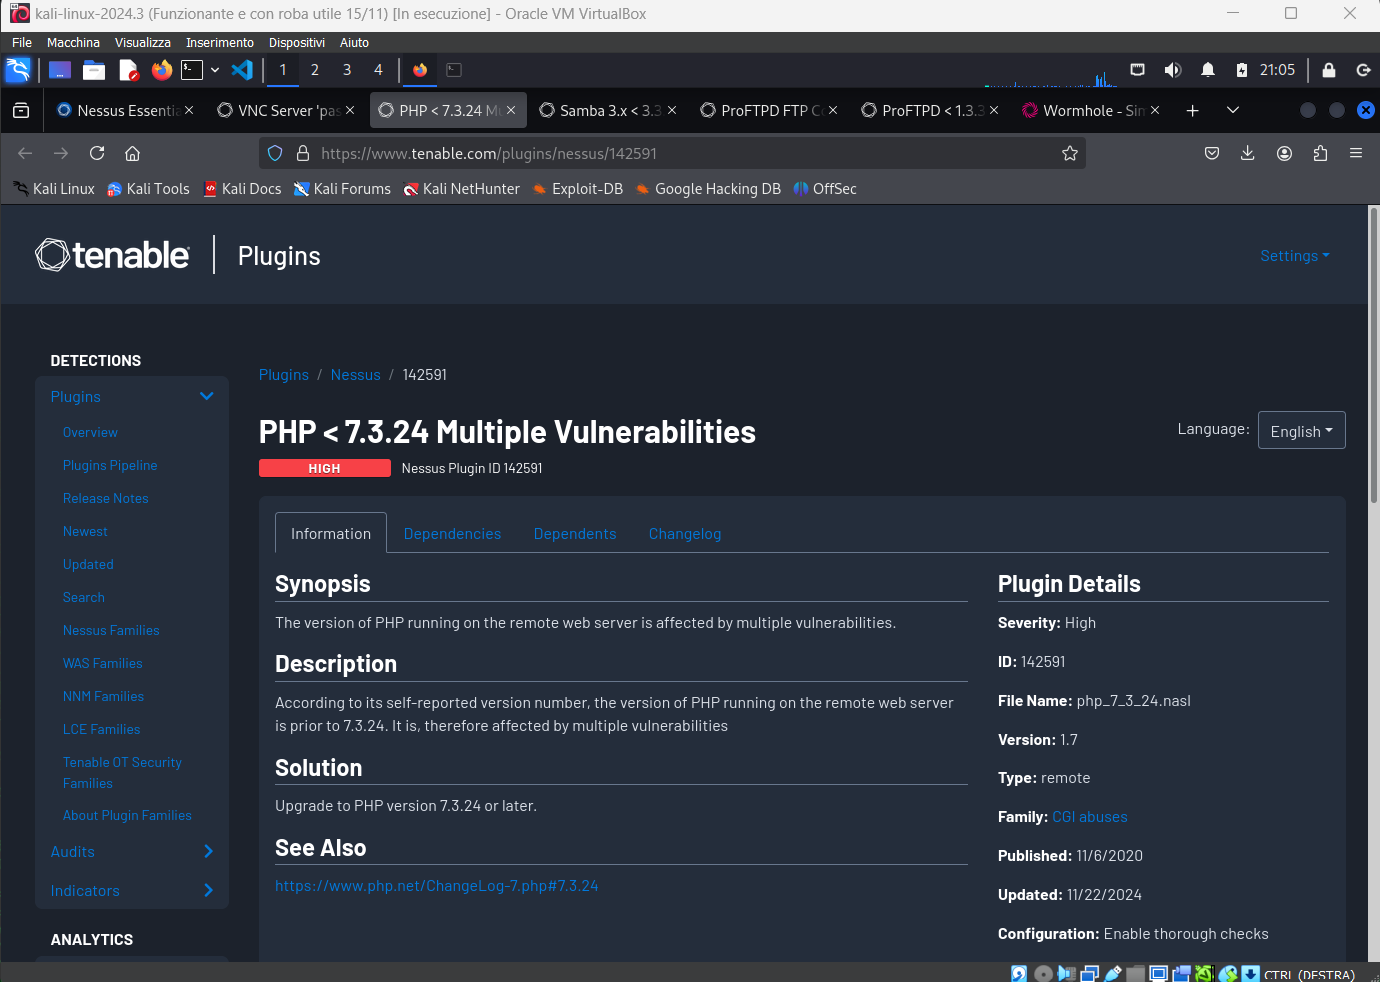 kali-linux-2024.3 (Funzionante e con roba utile 15/11) [In esecuzione] - Oracle VM VirtualBox
File Macchina Visualizza Inserimento Dispositivi Aiuto
1 2 3 4 21:05
Nessus Essentia VNC Server 'pas PHP < 7.3.24 Mu Samba 3.x < 3.3 ProFTPD FTP Co ProFTPD < 1.3.3 Wormhole - Sim
https://www.tenable.com/plugins/nessus/142591
Kali Linux Kali Tools Kali Docs Kali Forums Kali NetHunter Exploit-DB Google Hacking DB OffSec
tenable Plugins Settings
DETECTIONS
Plugins
Overview
Plugins Pipeline
Release Notes
Newest
Updated
Search
Nessus Families
WAS Families
NNM Families
LCE Families
Tenable OT Security
Families
About Plugin Families
Audits
Indicators
ANALYTICS
Plugins / Nessus / 142591
PHP < 7.3.24 Multiple Vulnerabilities
Language: English
HIGH Nessus Plugin ID 142591
Information Dependencies Dependents Changelog
Synopsis
The version of PHP running on the remote web server is affected by multiple vulnerabilities.
Description
According to its self-reported version number, the version of PHP running on the remote web server
is prior to 7.3.24. It is, therefore affected by multiple vulnerabilities
Solution
Upgrade to PHP version 7.3.24 or later.
See Also
https://www.php.net/ChangeLog-7.php#7.3.24
Plugin Details
Severity: High
ID: 142591
File Name: php_7_3_24.nasl
Version: 1.7
Type: remote
Family: CGI abuses
Published: 11/6/2020
Updated: 11/22/2024
Configuration: Enable thorough checks
CTRL (DESTRA)